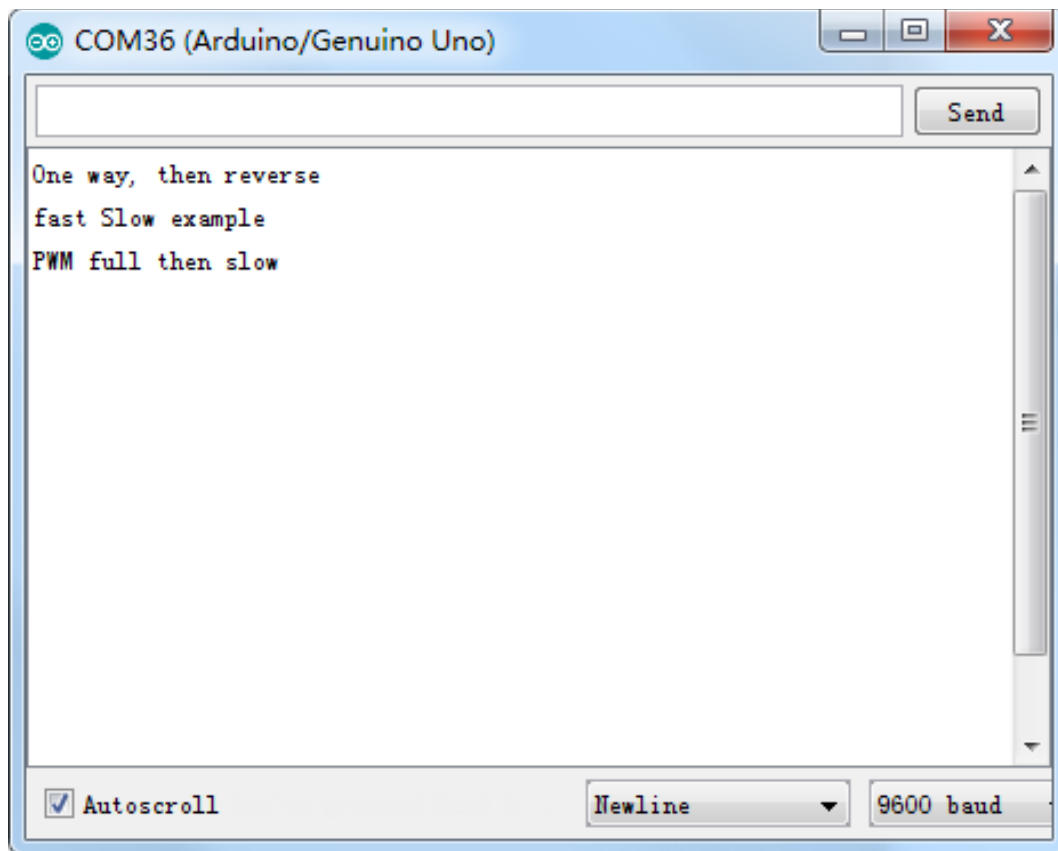 COM36 (Arduino/Genuino Uno)
Send
One way, then reverse
fast Slow example
PWM full then slow
Autoscroll
Newline
9600 baud